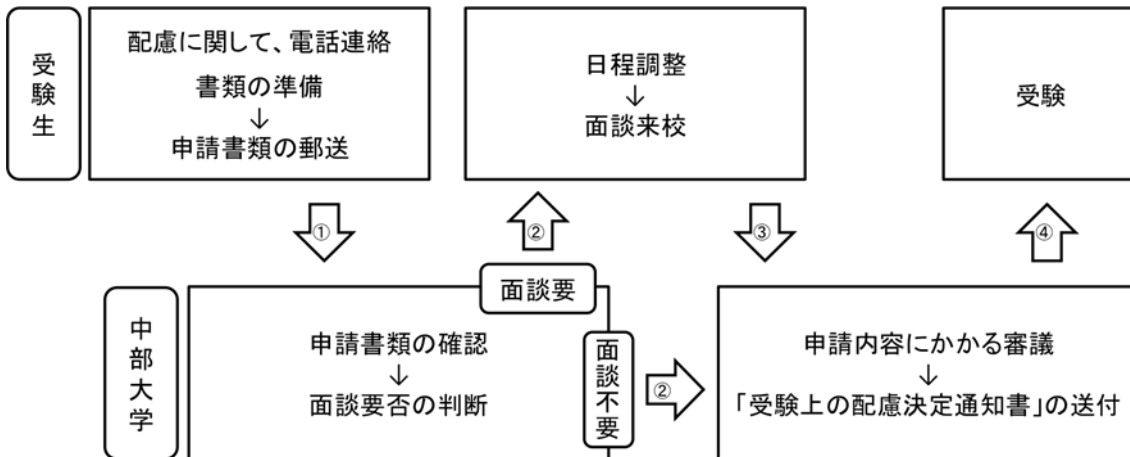 受験生
配慮に関して、電話連絡
書類の準備
↓
申請書類の郵送
日程調整
↓
面談来校
受験
①
②
③
④
面談要
中部大学
申請書類の確認
↓
面談要否の判断
面談不要
②
申請内容にかかる審議
↓
「受験上の配慮決定通知書」の送付